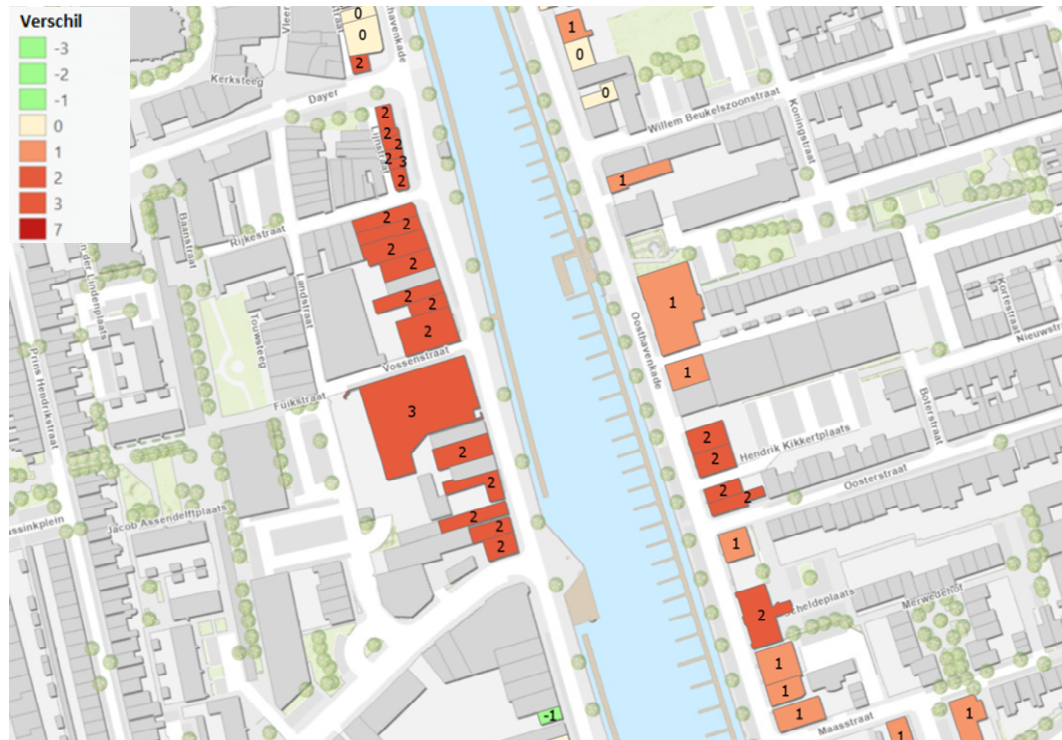 Verschil
-3
-2
-1
0
1
2
3
7
0
0
2
Kerksteeg
Dayer
Lijnstraat
2
2
2
2
3
2
Rijkestraat
Baanstraat
Landstraat
Touwsteeg
2
2
2
2
2
2
2
Vossenstraat
Fuikstraat
Prins Hendrikstraat
3
2
2
2
2
2
Jacob Assendelftplaats
-1
1
0
0
Willem Beukelszoonstraat
Koningstraat
1
Oosthavenkade
1
1
Kortestraat
Boterstraat
2
2
Hendrik Kikkertplaats
2
2
Oosterstraat
1
2
Scheldeplaats
Merwedehof
1
1
1
Maasstraat
1
1